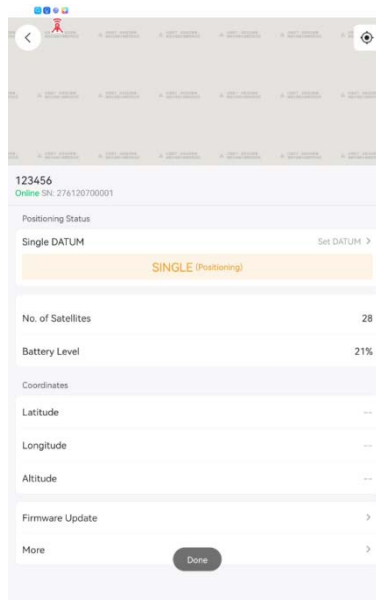 123456
Online SN: 276120700001
Positioning Status
Single DATUM
Set DATUM >
SINGLE (Positioning)
No. of Satellites
28
Battery Level
21%
Coordinates
Latitude
--
Longitude
--
Altitude
--
Firmware Update >
More >
Done